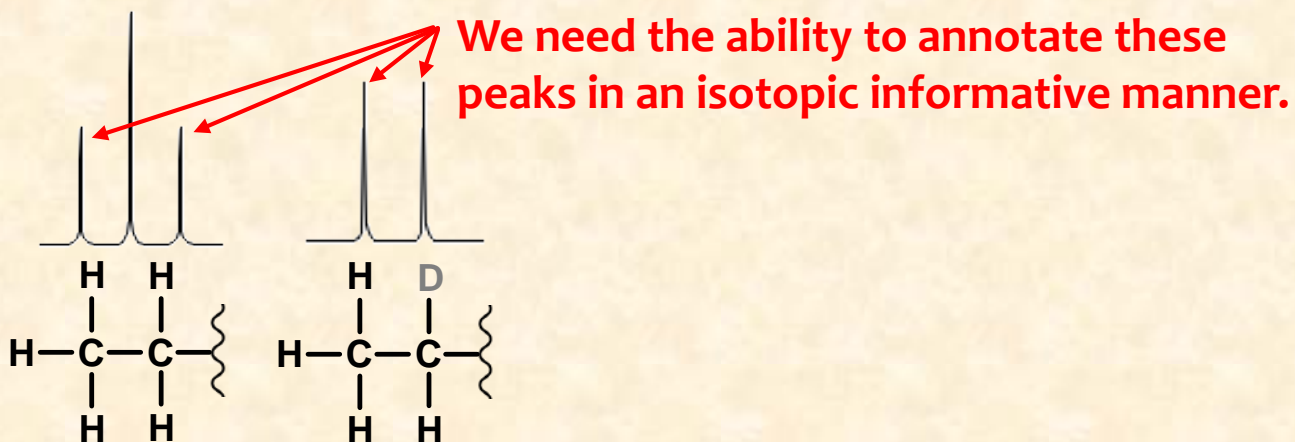 We need the ability to annotate these
peaks in an isotopic informative manner.
H H H D
H C C H C C
H H H H